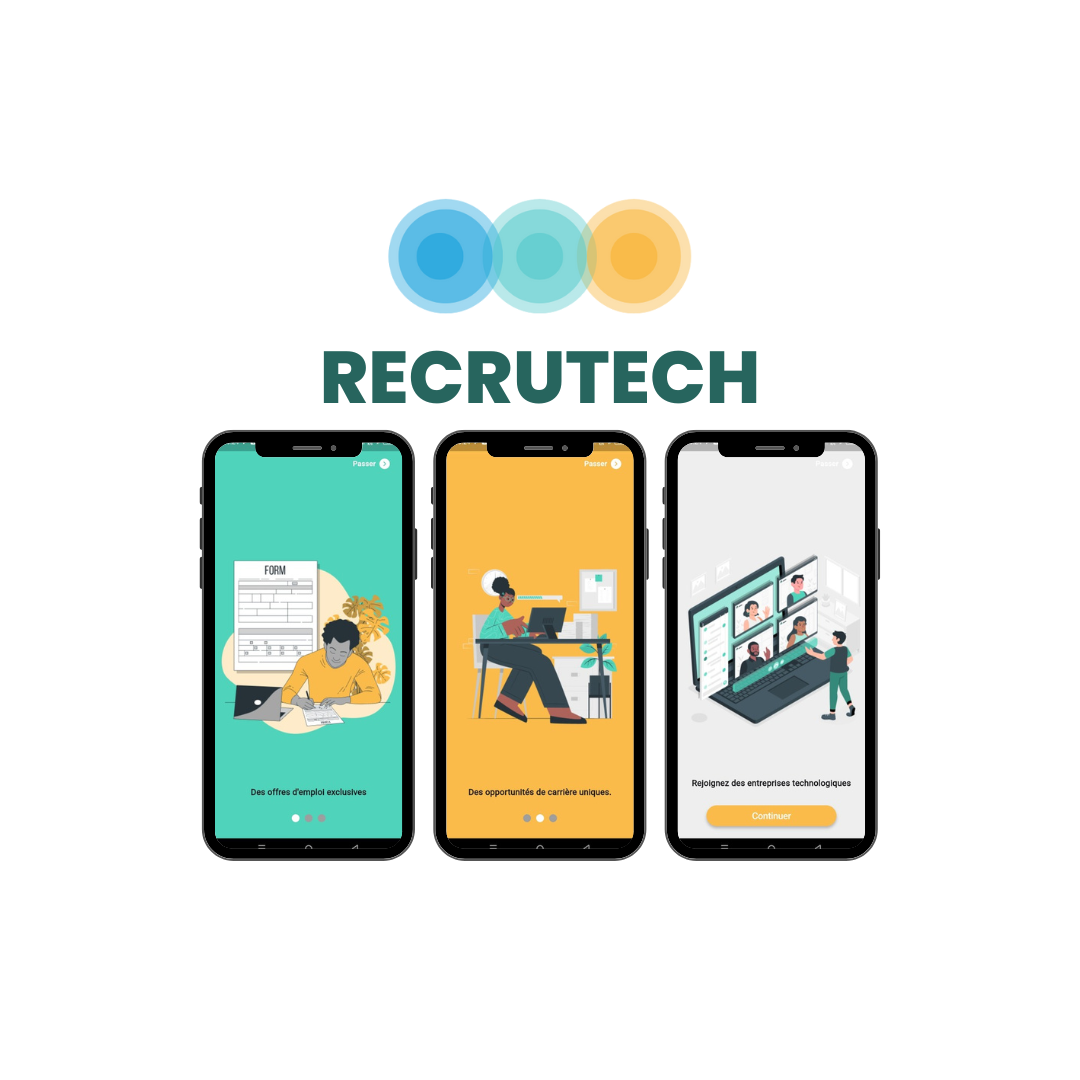 RECRUTECH
Passer
Passer
Passer
FORM
Des offres d'emploi exclusives
Des opportunités de carrière uniques.
Rejoignez des entreprises technologiques
Continuer